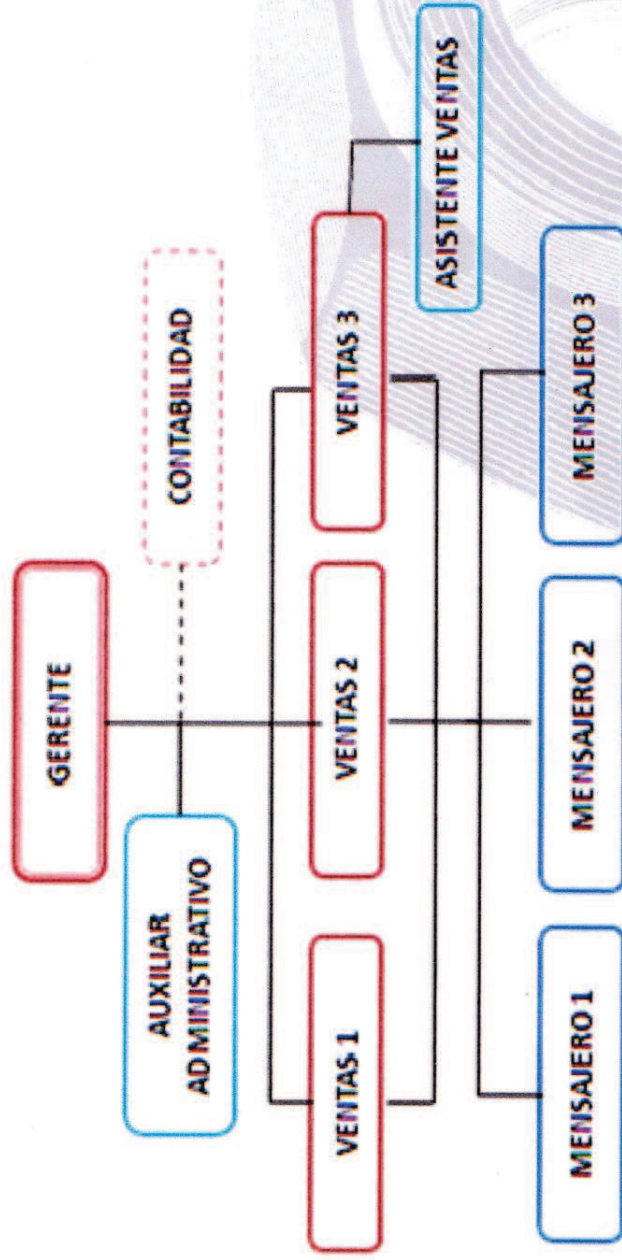 GERENTE
AUXILIAR
ADMINISTRATIVO
CONTABILIDAD
VENTAS 1
VENTAS 2
VENTAS 3
ASISTENTE VENTAS
MENSAJERO 1
MENSAJERO 2
MENSAJERO 3